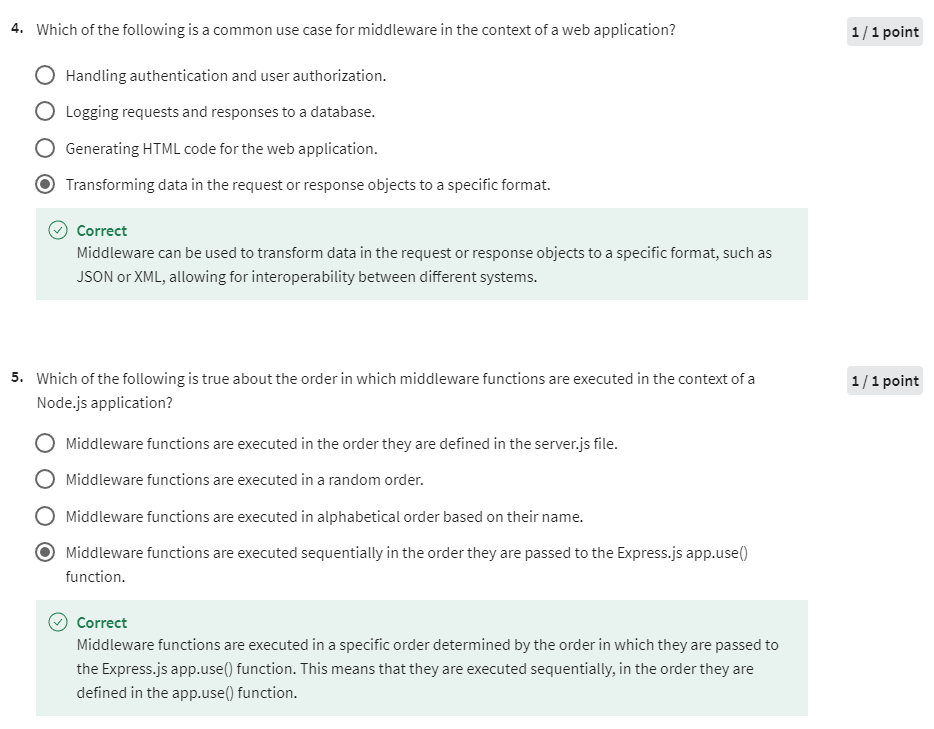 4. Which of the following is a common use case for middleware in the context of a web application?
1 / 1 point
Handling authentication and user authorization.
Logging requests and responses to a database.
Generating HTML code for the web application.
Transforming data in the request or response objects to a specific format.
Correct
Middleware can be used to transform data in the request or response objects to a specific format, such as
JSON or XML, allowing for interoperability between different systems.
5. Which of the following is true about the order in which middleware functions are executed in the context of a
Node.js application?
1 / 1 point
Middleware functions are executed in the order they are defined in the server.js file.
Middleware functions are executed in a random order.
Middleware functions are executed in alphabetical order based on their name.
Middleware functions are executed sequentially in the order they are passed to the Express.js app.use()
function.
Correct
Middleware functions are executed in a specific order determined by the order in which they are passed to
the Express.js app.use() function. This means that they are executed sequentially, in the order they are
defined in the app.use() function.